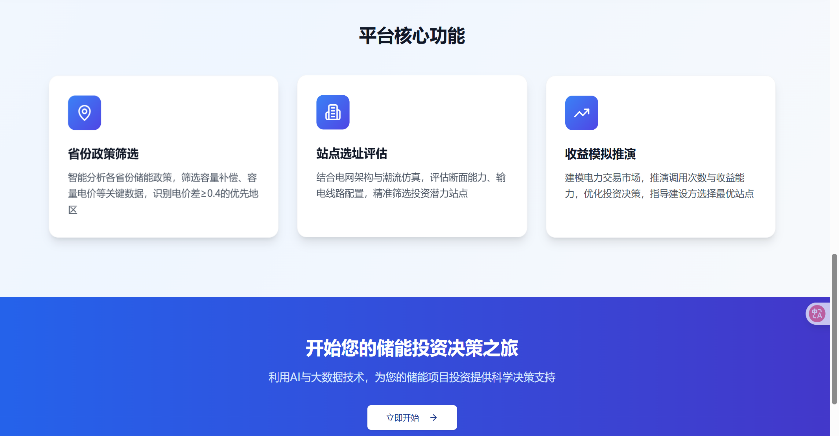 平台核心功能
省份政策筛选
智能分析各省份储能政策，筛选容量补偿、容
量电价等关键数据，识别电价差≥0.4的优先地
区
站点选址评估
结合电网架构与潮流仿真，评估断面能力、输
电线路配置，精准筛选投资潜力站点
收益模拟推演
建模电力交易市场，推演调用次数与收益能
力，优化投资决策，指导建设方选择最优站点
开始您的储能投资决策之旅
利用AI与大数据技术，为您的储能项目投资提供科学决策支持
立即开始